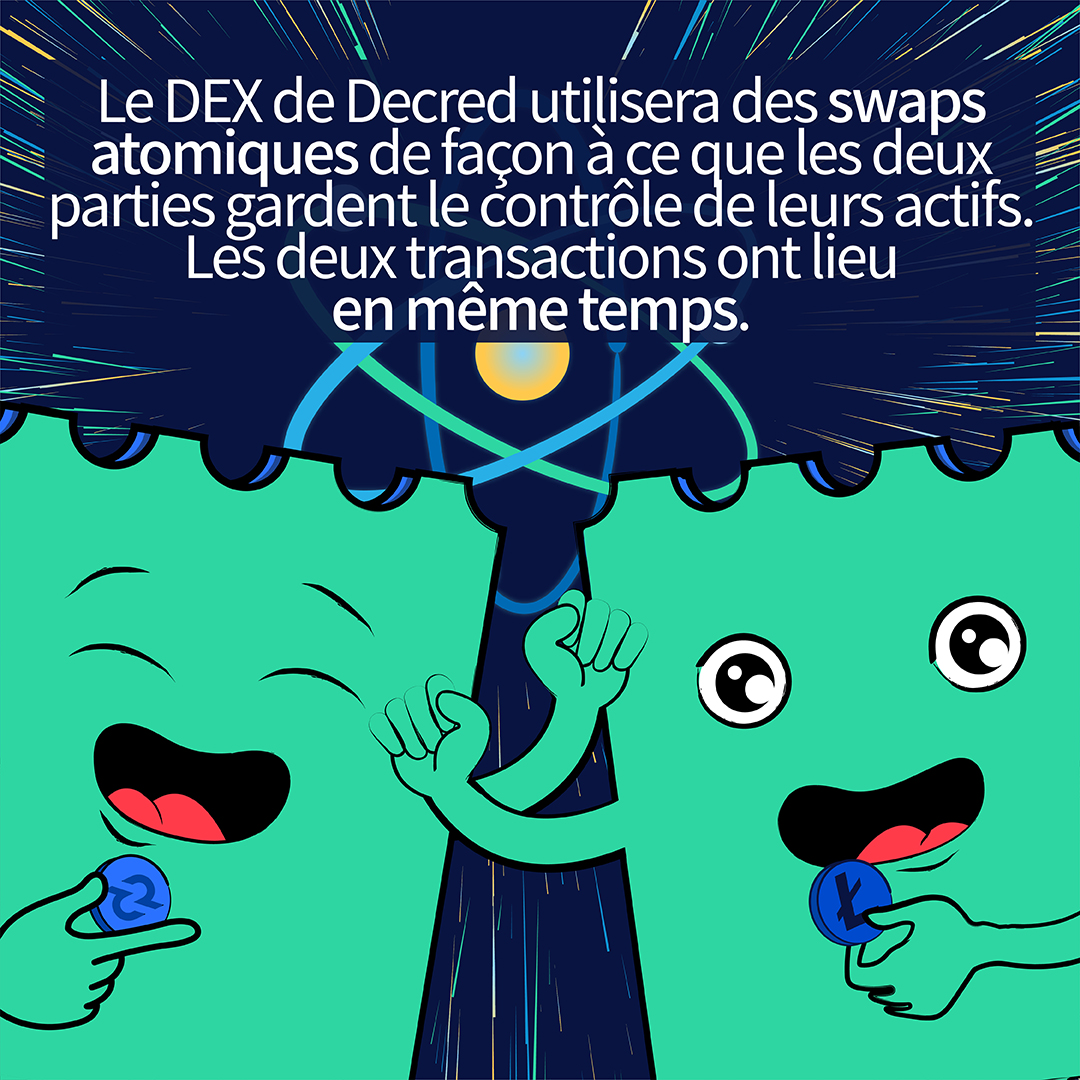 Le DEX de Decred utilisera des swaps
atomiques de façon à ce que les deux
parties gardent le contrôle de leurs actifs.
Les deux transactions ont lieu
en même temps.